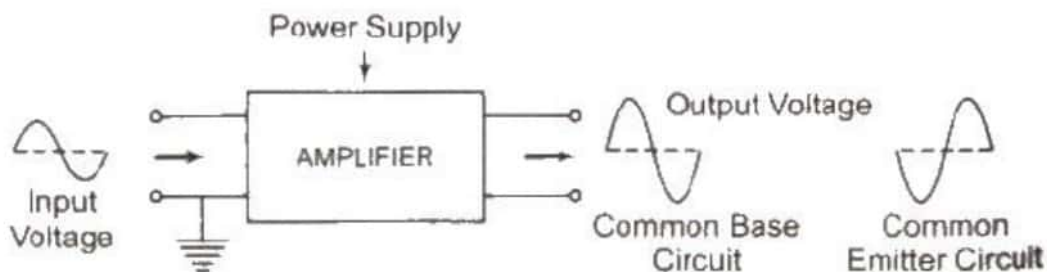 Power Supply
AMPLIFIER
Input
Voltage
Output Voltage
Common Base
Circuit
Common
Emitter Circuit